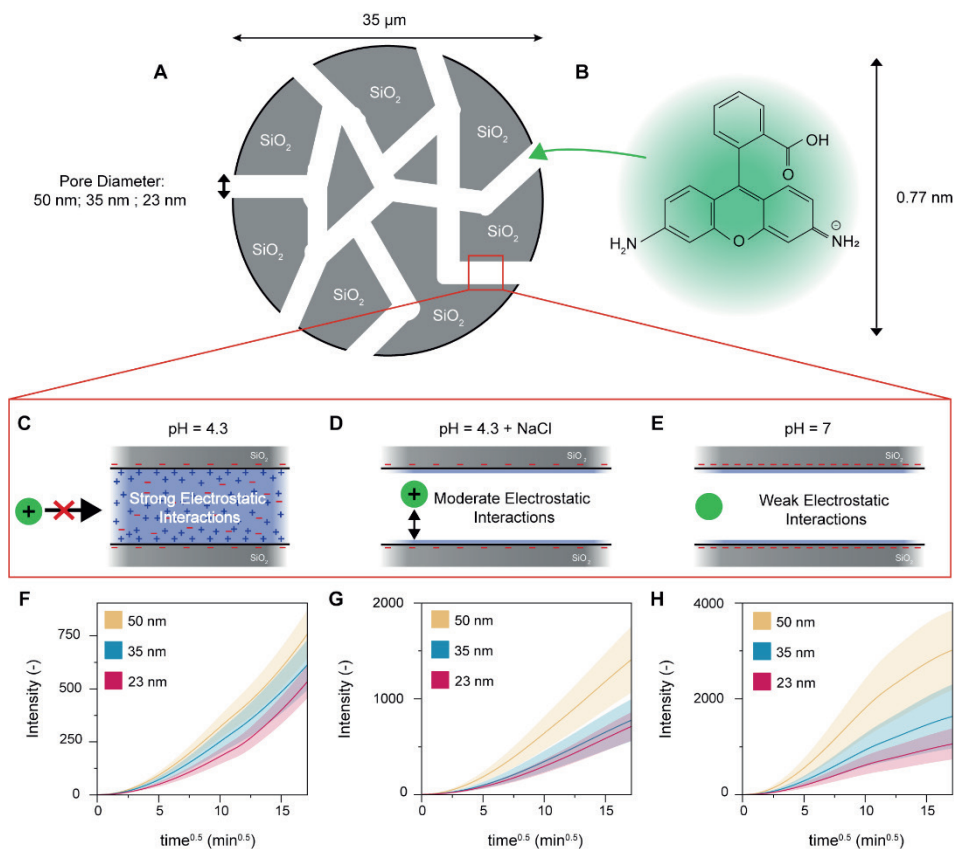 35 µm
A
B
SiO2
SiO2
SiO2
SiO2
SiO2
SiO2
SiO2
SiO2
Pore Diameter:
50 nm; 35 nm ; 23 nm
OH
O
H2N
O
NH2
0.77 nm
C
pH = 4.3
D
pH = 4.3 + NaCl
E
pH = 7
SiO2
SiO2
SiO2
Strong Electrostatic
Interactions
Moderate Electrostatic
Interactions
Weak Electrostatic
Interactions
SiO2
SiO2
SiO2
F
50 nm
35 nm
23 nm
750
500
250
0
0
5
10
15
Intensity (-)
time0.5 (min0.5)
G
50 nm
35 nm
23 nm
2000
1000
0
0
5
10
15
Intensity (-)
time0.5 (min0.5)
H
50 nm
35 nm
23 nm
4000
2000
0
0
5
10
15
Intensity (-)
time0.5 (min0.5)